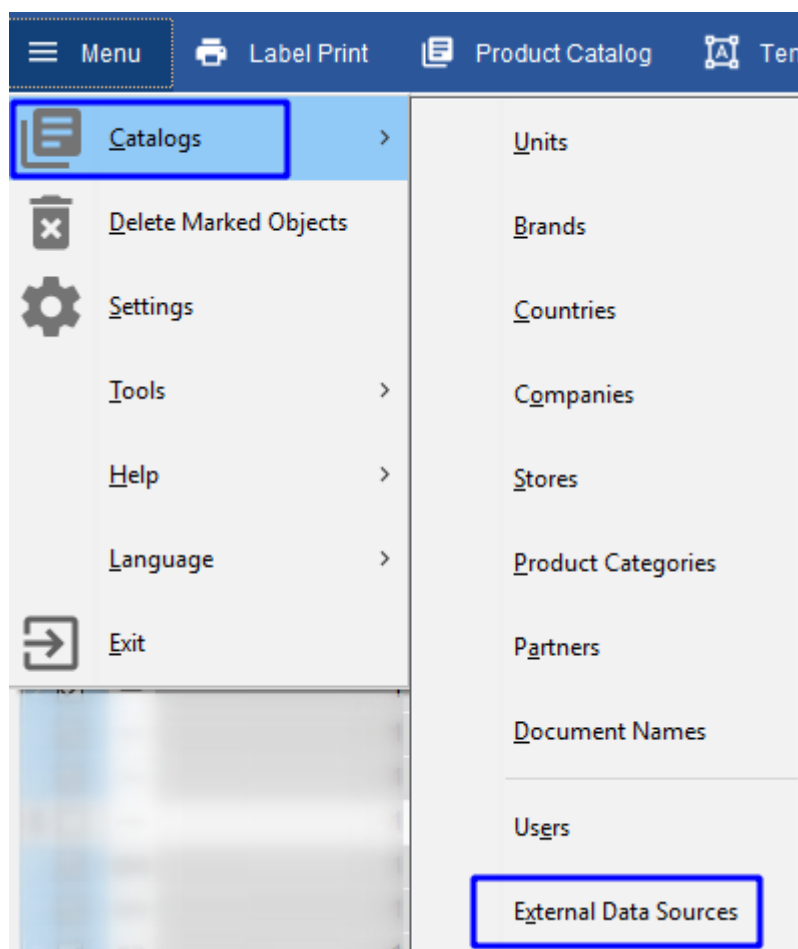 Menu
Label Print
Product Catalog
Catalogs
Delete Marked Objects
Settings
Tools
Help
Language
Exit
Units
Brands
Countries
Companies
Stores
Product Categories
Partners
Document Names
Users
External Data Sources